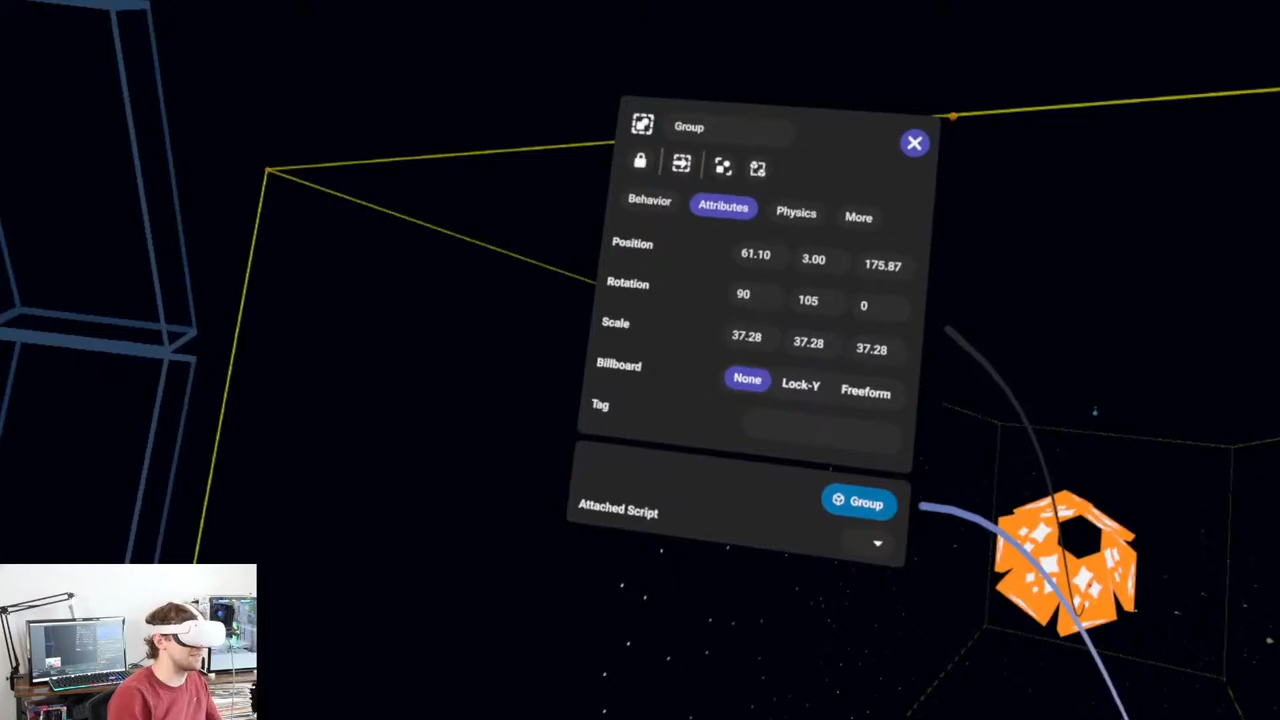 Group
Behavior Attributes Physics More
Position 61.10 3.00 175.87
Rotation 90 105 0
Scale 37.28 37.28 37.28
Billboard None Lock-Y Freeform
Tag
Group
Attached Script